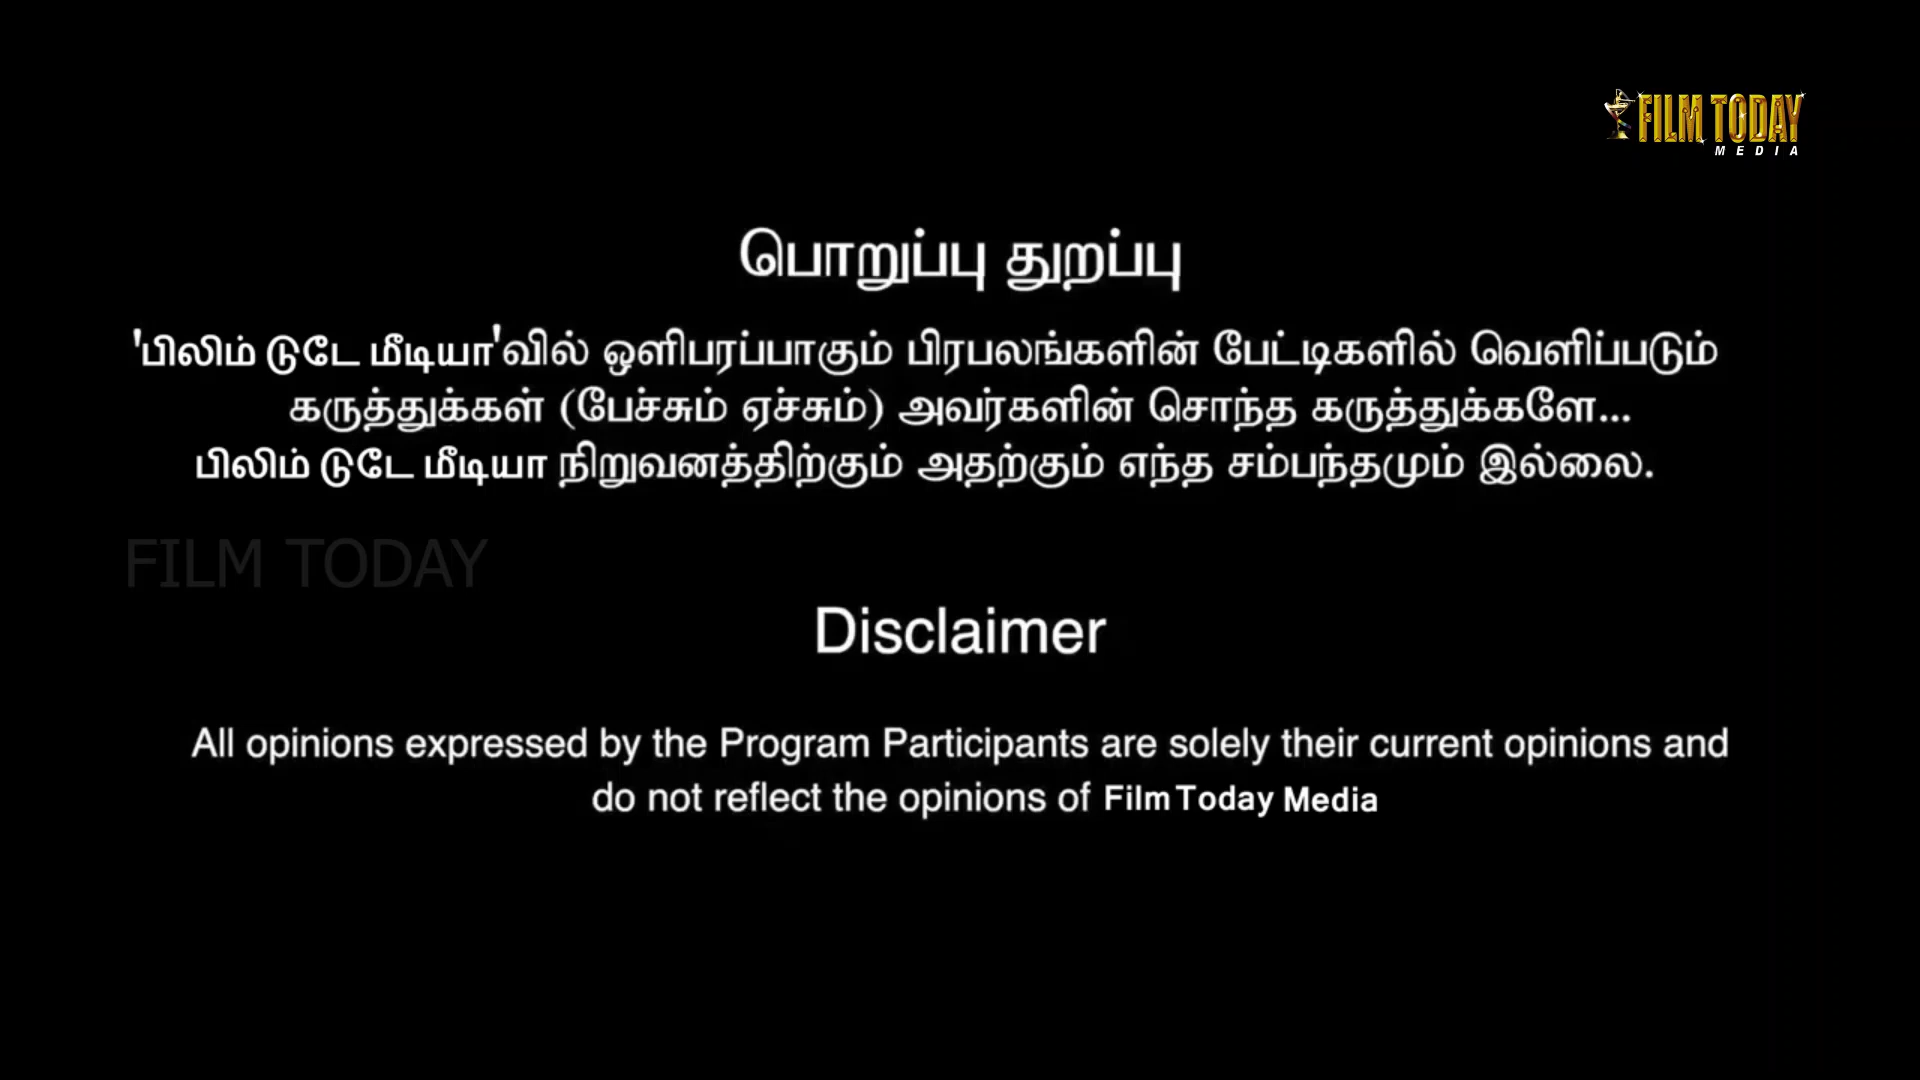 FILM TODAY
MEDIA
பொறுப்பு துறப்பு
'பிலிம் டுடே மீடியா'வில் ஒளிபரப்பாகும் பிரபலங்களின் பேட்டிகளில் வெளிப்படும்
கருத்துக்கள் (பேச்சும் ஏச்சும்) அவர்களின் சொந்த கருத்துக்களே...
பிலிம் டுடே மீடியா நிறுவனத்திற்கும் அதற்கும் எந்த சம்பந்தமும் இல்லை.
FILM TODAY
Disclaimer
All opinions expressed by the Program Participants are solely their current opinions and
do not reflect the opinions of Film Today Media